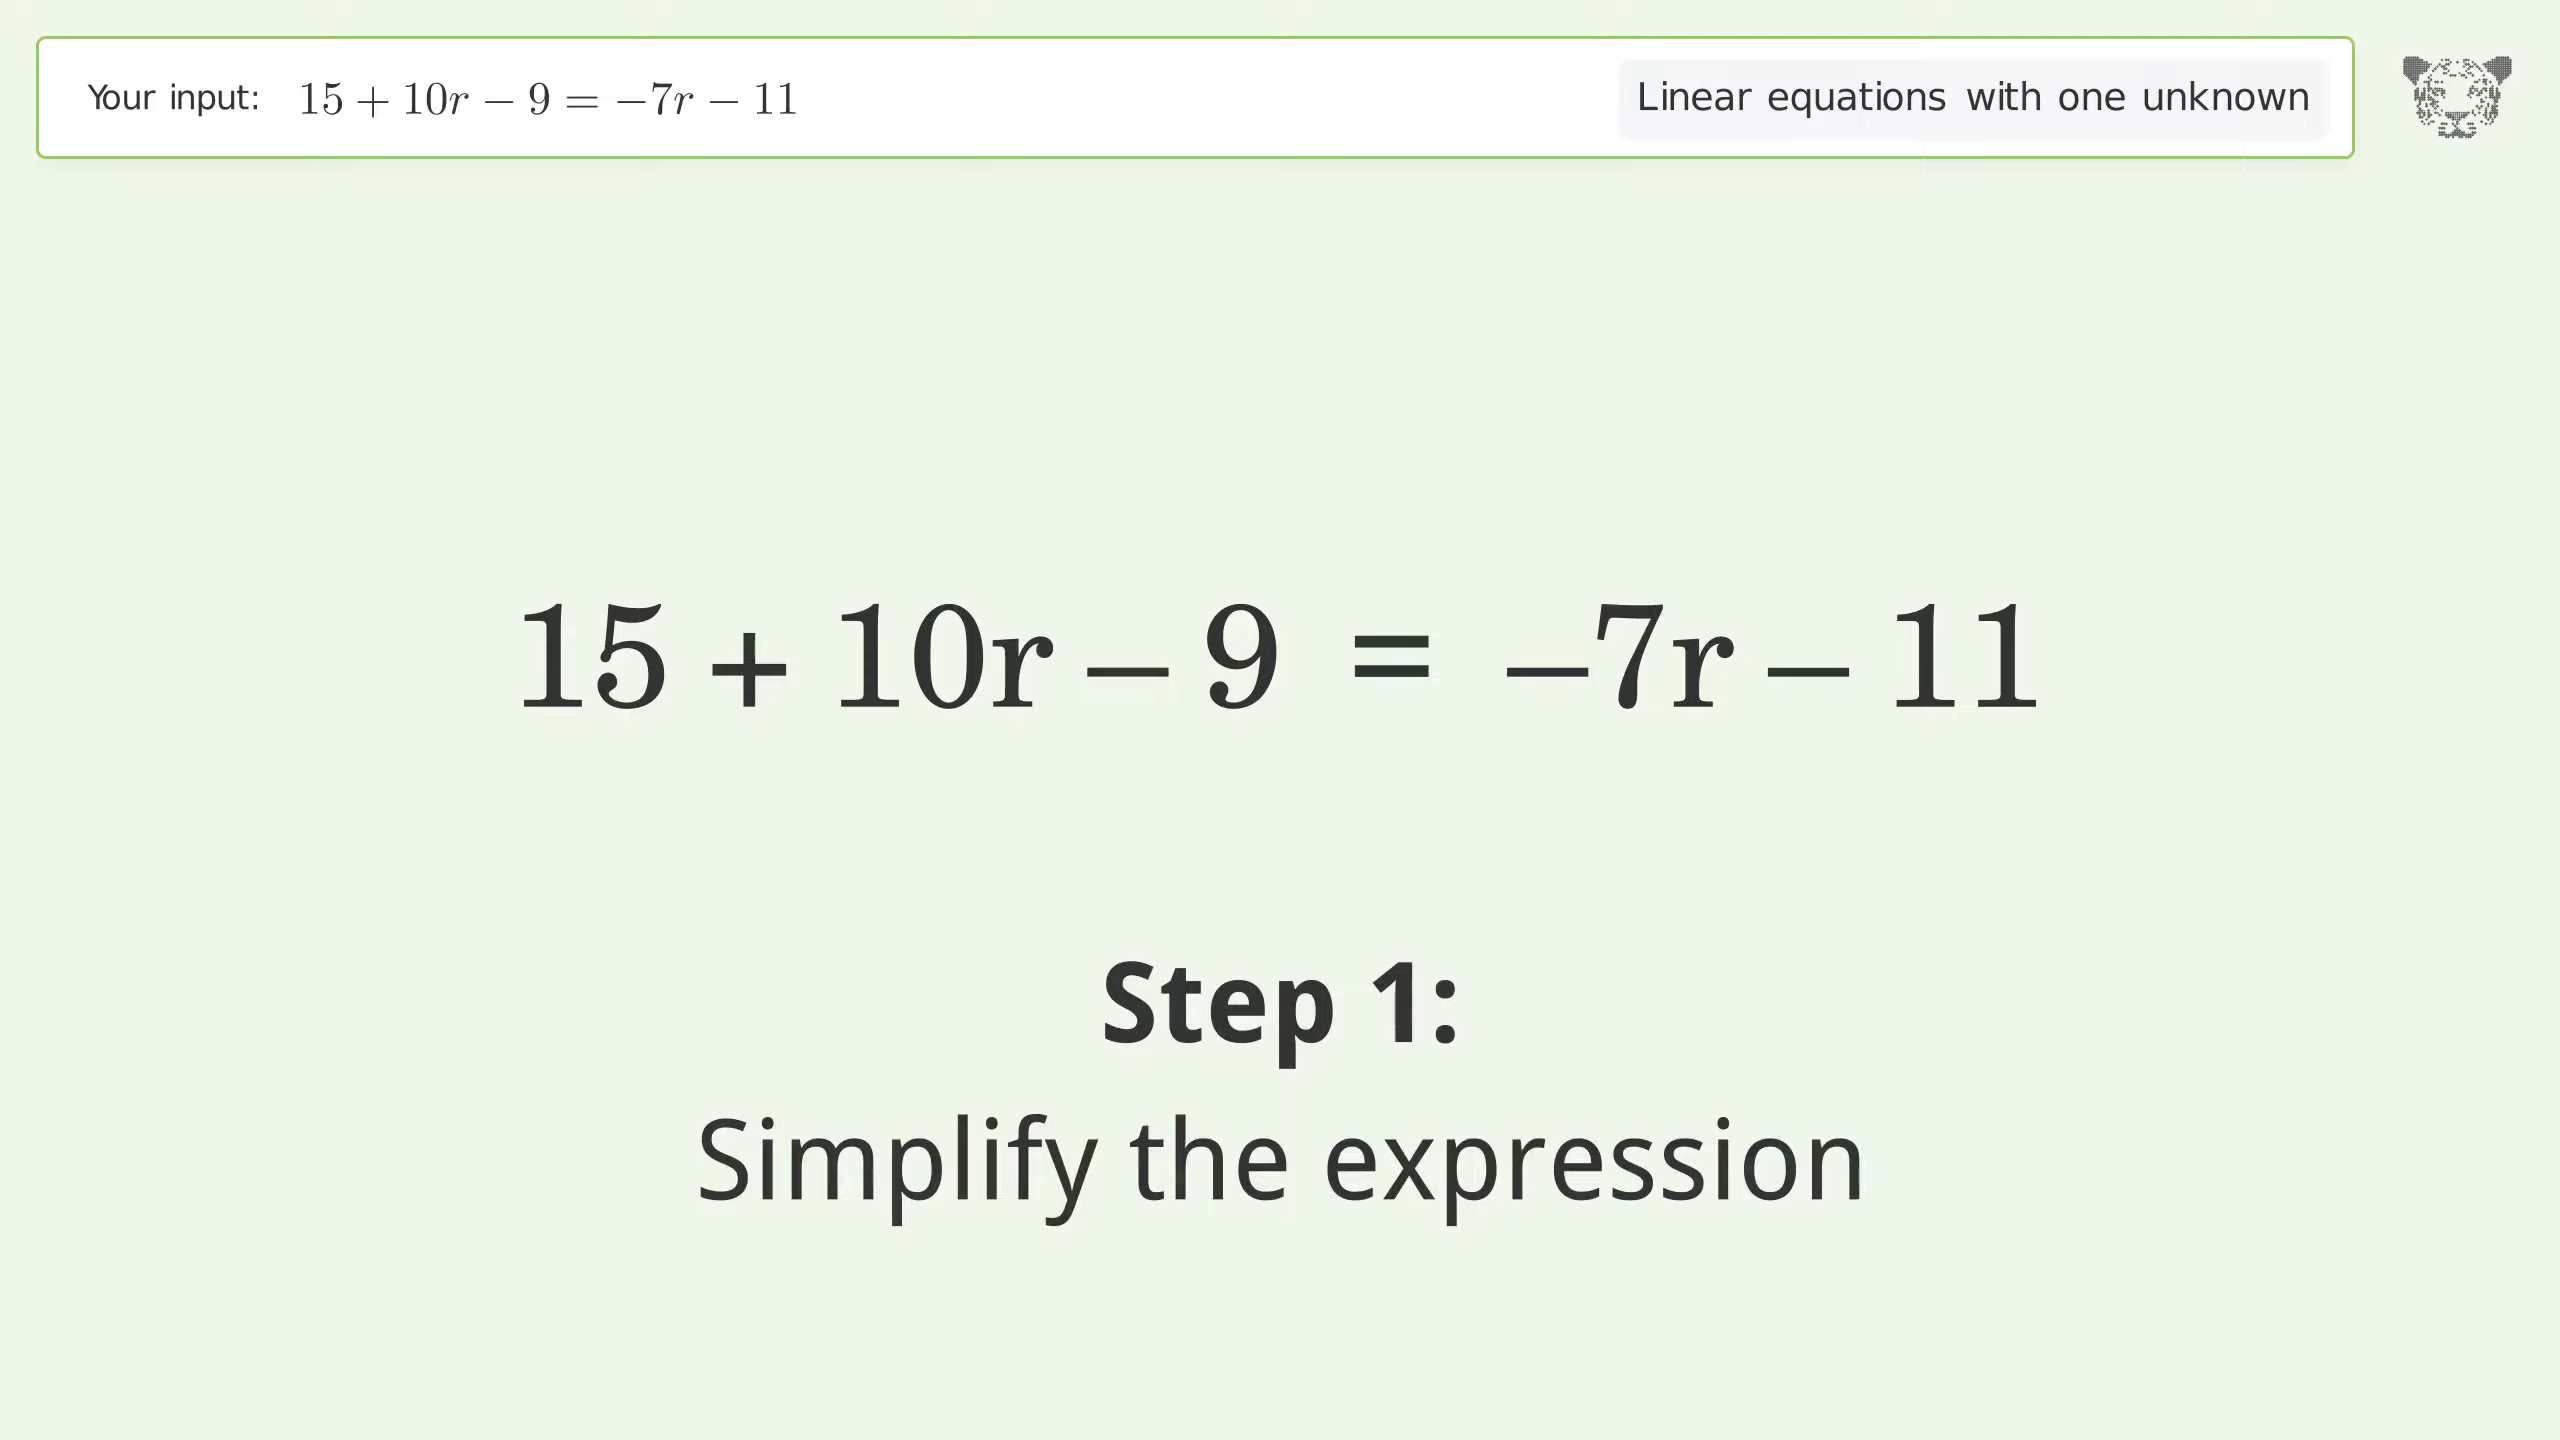 Your input: 15 + 10r − 9 = −7r − 11
Linear equations with one unknown
15 + 10r – 9 = –7r – 11
Step 1:
Simplify the expression